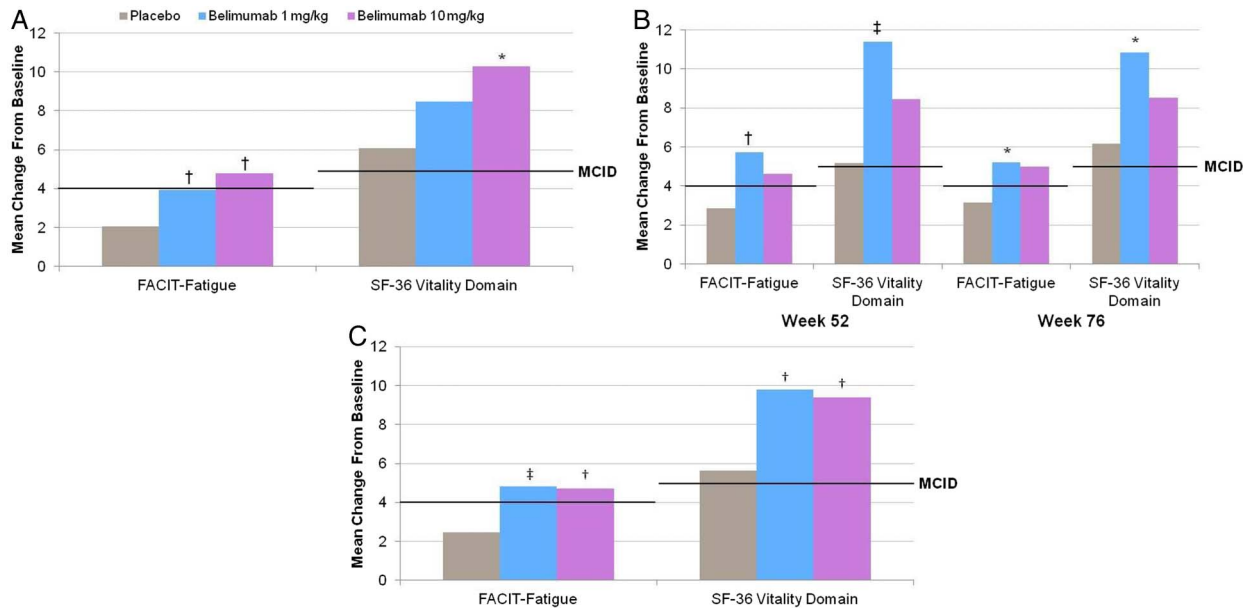 A
Placebo Belimumab 1 mg/kg Belimumab 10 mg/kg
Mean Change From Baseline
12
10
8
6
4
2
0
† † *
MCID
FACIT-Fatigue SF-36 Vitality Domain
B
Mean Change From Baseline
12
10
8
6
4
2
0
† ‡ * *
MCID
FACIT-Fatigue SF-36 Vitality FACIT-Fatigue SF-36 Vitality
Domain Domain
Week 52 Week 76
C
Mean Change From Baseline
12
10
8
6
4
2
0
‡ † † †
MCID
FACIT-Fatigue SF-36 Vitality Domain